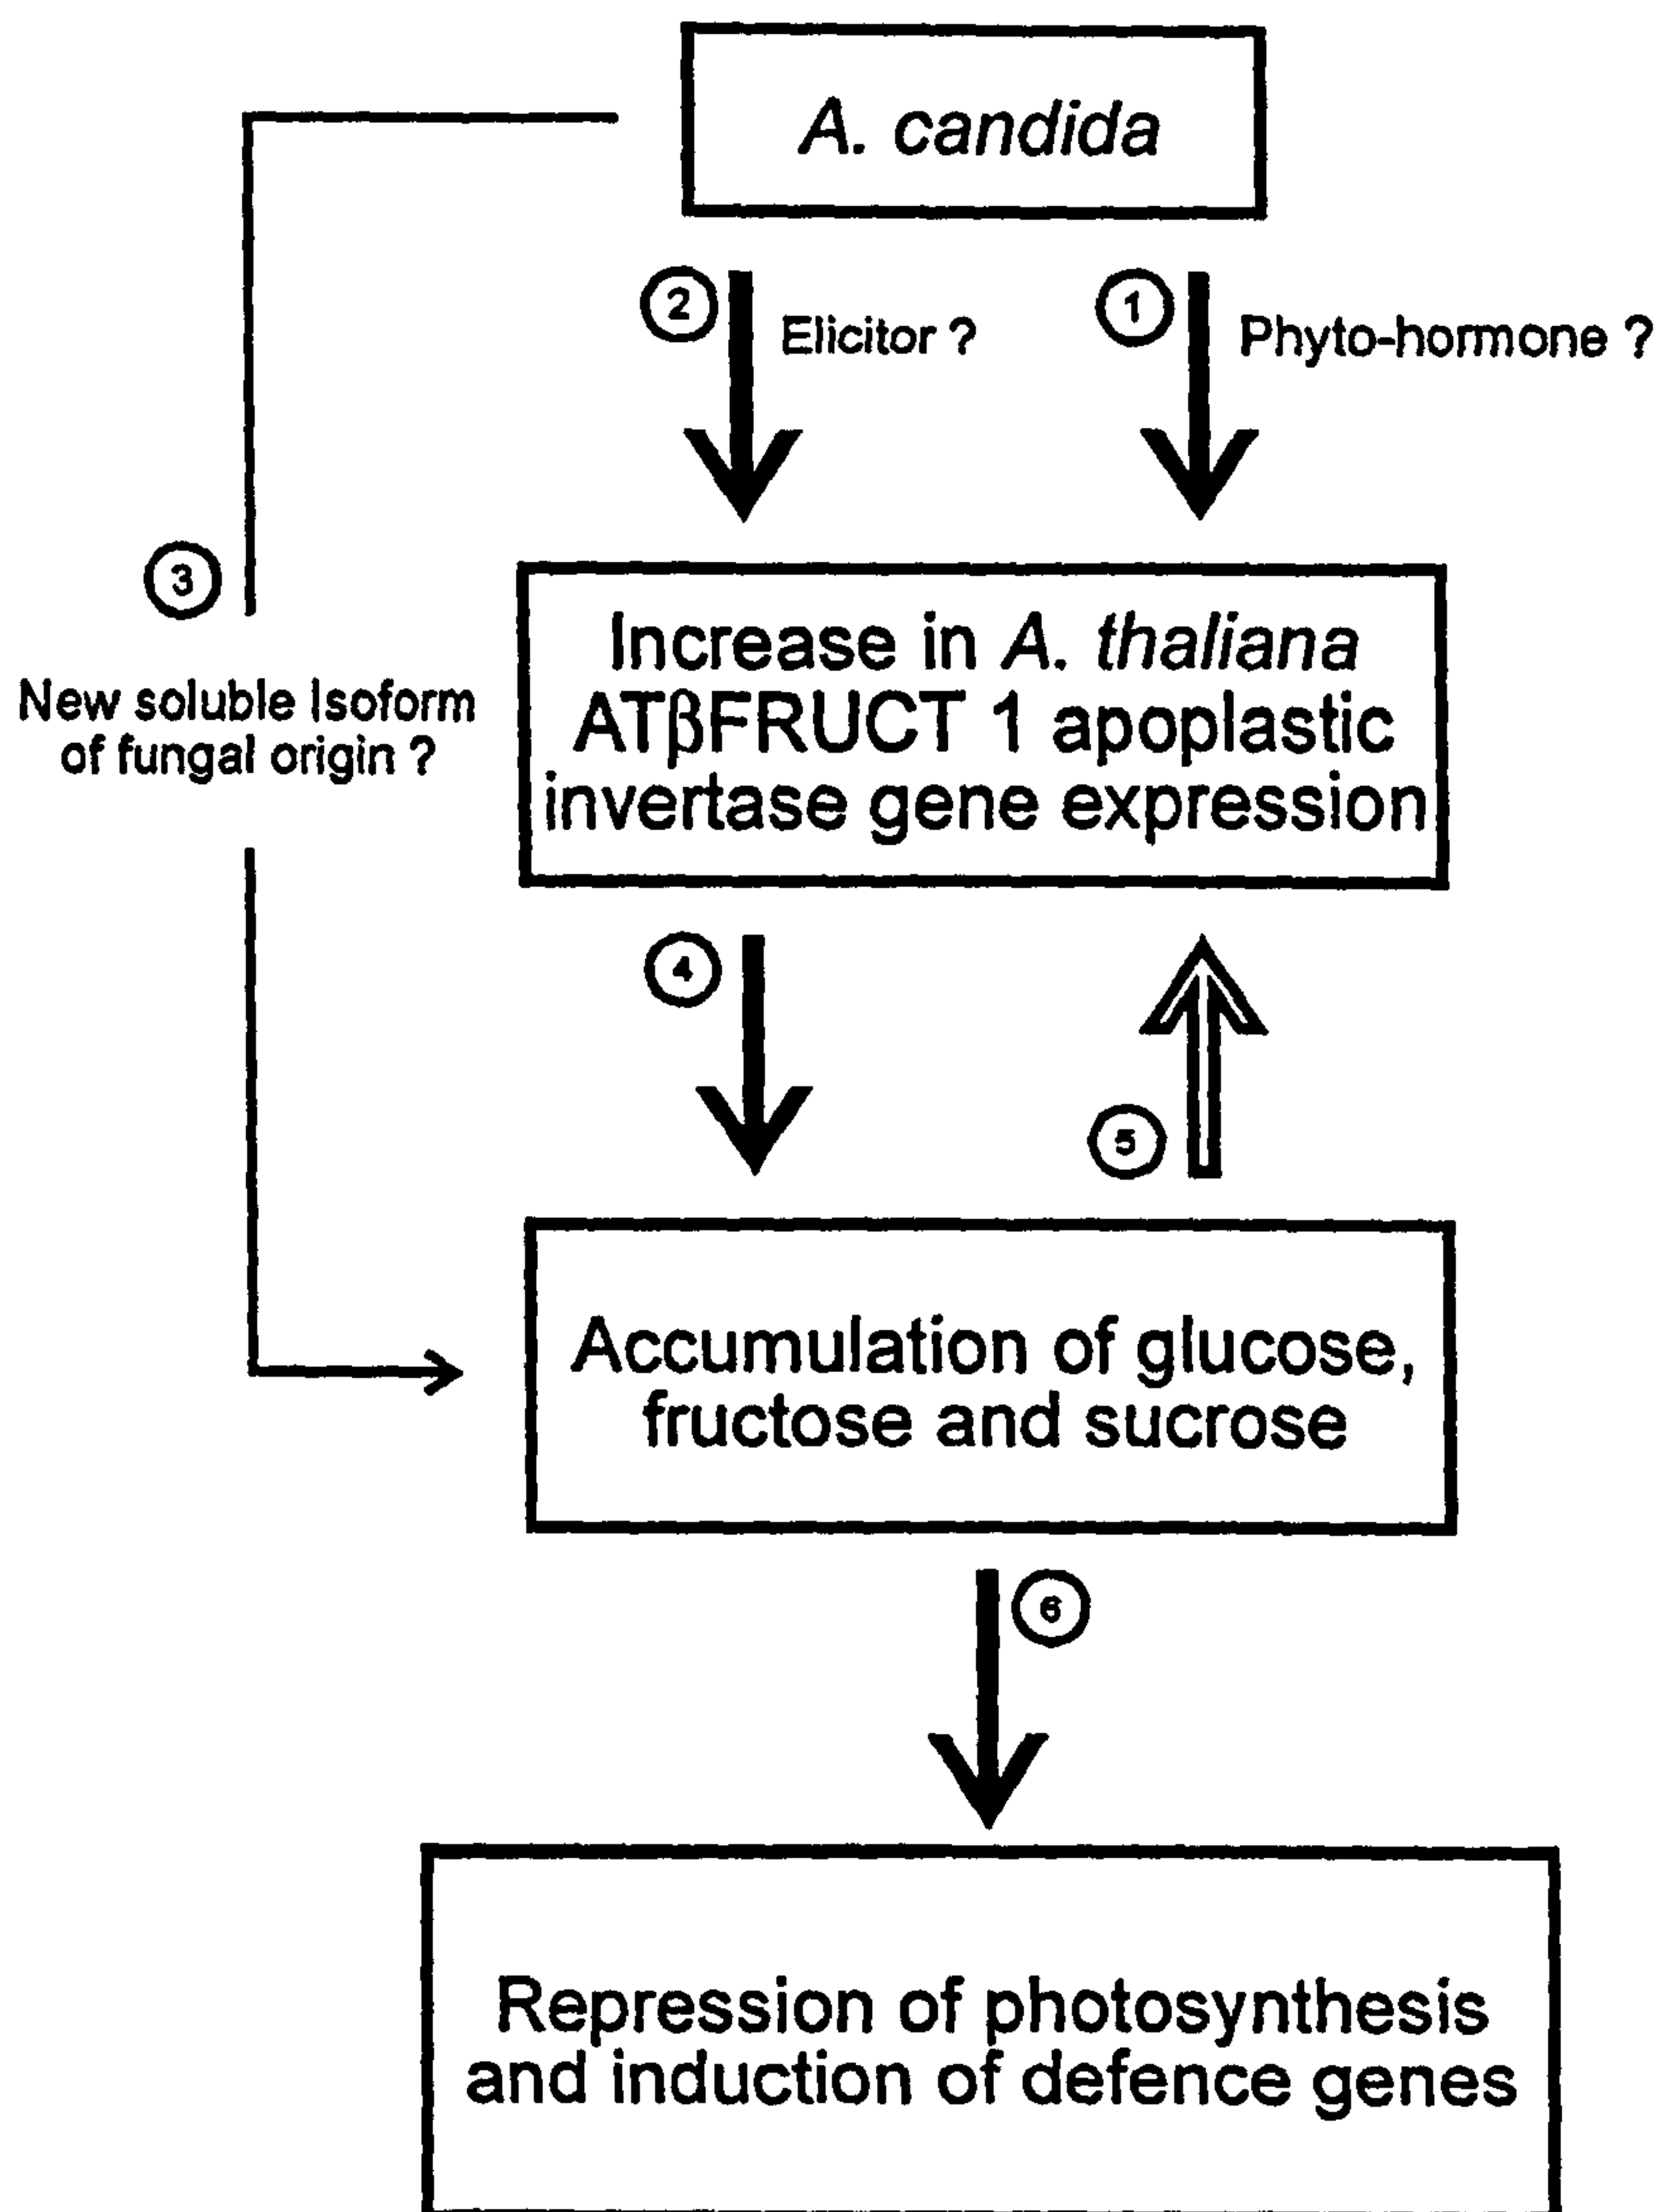 A. candida
2
Elicitor ?
1
Phyto-hormone ?
3
New soluble Isoform
of fungal origin ?
Increase in A. thaliana
ATβFRUCT 1 apoplastic
invertase gene expression
4
5
Accumulation of glucose,
fructose and sucrose
6
Repression of photosynthesis
and induction of defence genes